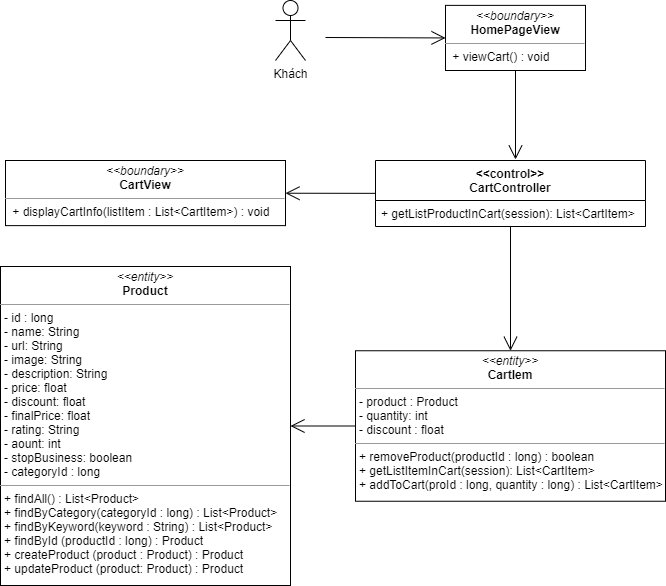 Khách
<<boundary>>
HomePageView
+ viewCart() : void
<<boundary>>
CartView
+ displayCartInfo(listItem : List<CartItem>) : void
<<control>>
CartController
+ getListProductInCart(session): List<CartItem>
<<entity>>
Product
- id : long
- name: String
- url: String
- image: String
- description: String
- price: float
- discount: float
- finalPrice: float
- rating: String
- aount: int
- stopBusiness: boolean
- categoryId : long
+ findAll() : List<Product>
+ findByCategory(categoryId : long) : List<Product>
+ findByKeyword(keyword : String) : List<Product>
+ findById (productId : long) : Product
+ createProduct (product : Product) : Product
+ updateProduct (product: Product) : Product
<<entity>>
CartIem
- product : Product
- quantity: int
- discount : float
+ removeProduct(productId : long) : boolean
+ getListItemInCart(session): List<CartItem>
+ addToCart(proId : long, quantity : long) : List<CartItem>